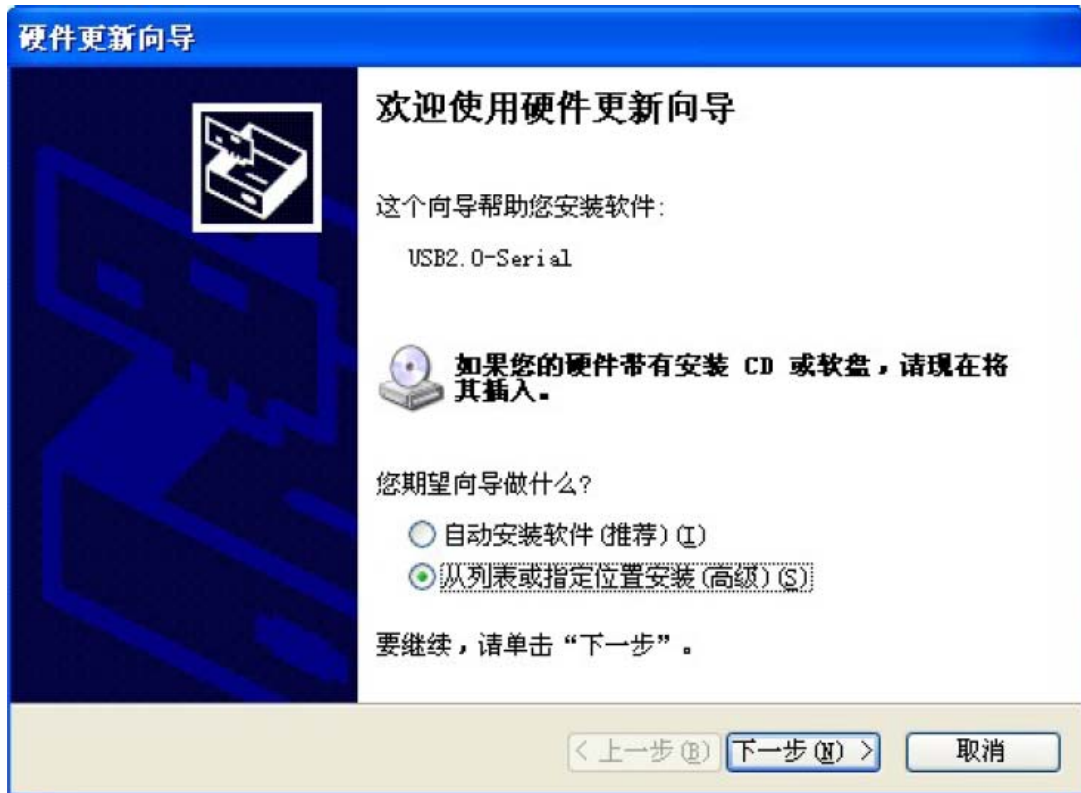 硬件更新向导
欢迎使用硬件更新向导
这个向导帮助您安装软件:
USB2.0-Serial
如果您的硬件带有安装 CD 或软盘，请现在将
其插入。
您期望向导做什么?
自动安装软件(推荐)(I)
从列表或指定位置安装(高级)(S)
要继续，请单击“下一步”。
< 上一步(B) 下一步(N) > 取消